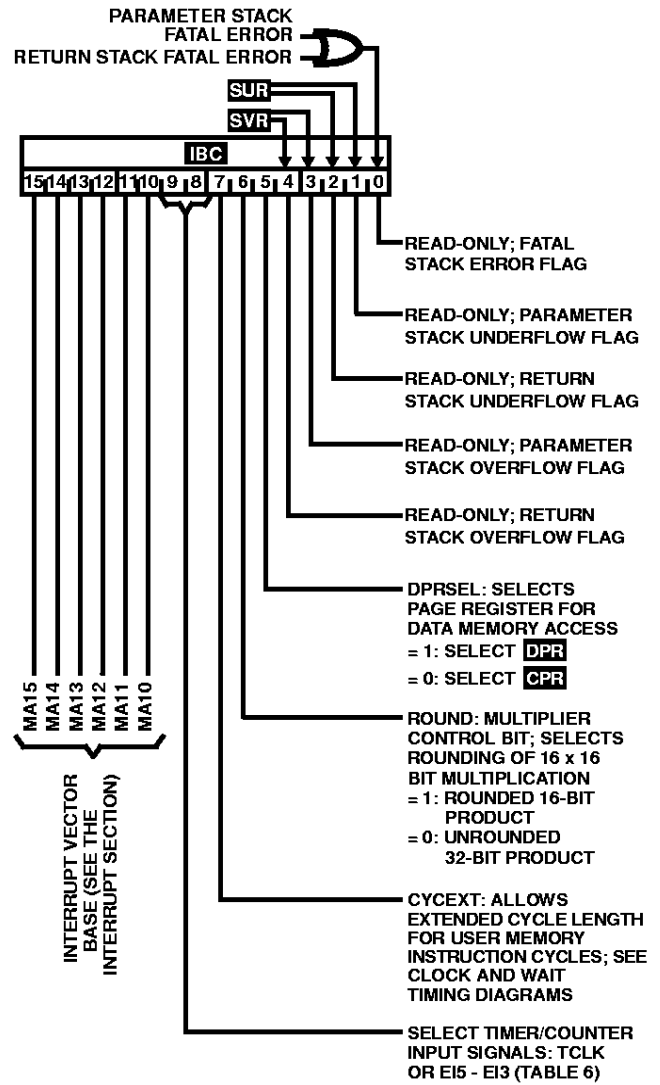 PARAMETER STACK
FATAL ERROR
RETURN STACK FATAL ERROR
SUR
SVR
IBC
15 14 13 12 11 10 9 8 7 6 5 4 3 2 1 0
READ-ONLY; FATAL
STACK ERROR FLAG
READ-ONLY; PARAMETER
STACK UNDERFLOW FLAG
READ-ONLY; RETURN
STACK UNDERFLOW FLAG
READ-ONLY; PARAMETER
STACK OVERFLOW FLAG
READ-ONLY; RETURN
STACK OVERFLOW FLAG
DPRSEL: SELECTS
PAGE REGISTER FOR
DATA MEMORY ACCESS
= 1: SELECT DPR
= 0: SELECT CPR
MA15
MA14
MA13
MA12
MA11
MA10
INTERRUPT VECTOR
BASE (SEE THE
INTERRUPT SECTION)
ROUND: MULTIPLIER
CONTROL BIT; SELECTS
ROUNDING OF 16 x 16
BIT MULTIPLICATION
= 1: ROUNDED 16-BIT
PRODUCT
= 0: UNROUNDED
32-BIT PRODUCT
CYCEXT: ALLOWS
EXTENDED CYCLE LENGTH
FOR USER MEMORY
INSTRUCTION CYCLES; SEE
CLOCK AND WAIT
TIMING DIAGRAMS
SELECT TIMER/COUNTER
INPUT SIGNALS: TCLK
OR EI5 - EI3 (TABLE 6)